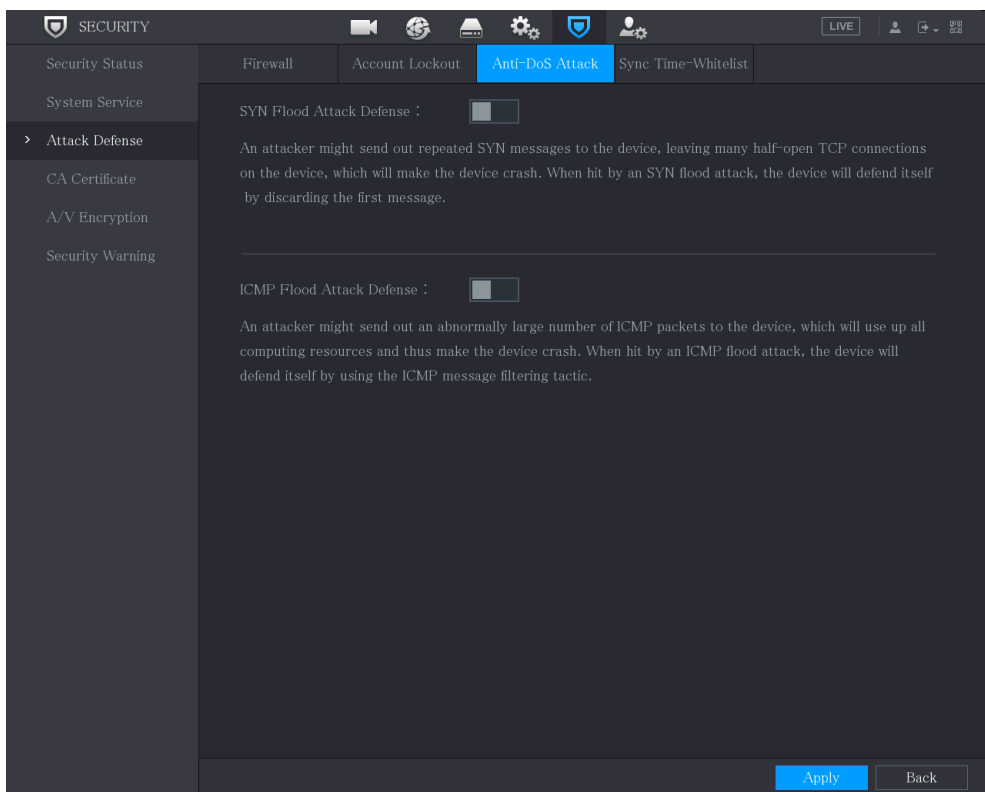 SECURITY
LIVE
Security Status
System Service
Attack Defense
CA Certificate
A/V Encryption
Security Warning
Firewall
Account Lockout
Anti-DoS Attack
Sync Time-Whitelist
SYN Flood Attack Defense :
An attacker might send out repeated SYN messages to the device, leaving many half-open TCP connections
on the device, which will make the device crash. When hit by an SYN flood attack, the device will defend itself
by discarding the first message.
ICMP Flood Attack Defense :
An attacker might send out an abnormally large number of ICMP packets to the device, which will use up all
computing resources and thus make the device crash. When hit by an ICMP flood attack, the device will
defend itself by using the ICMP message filtering tactic.
Apply
Back